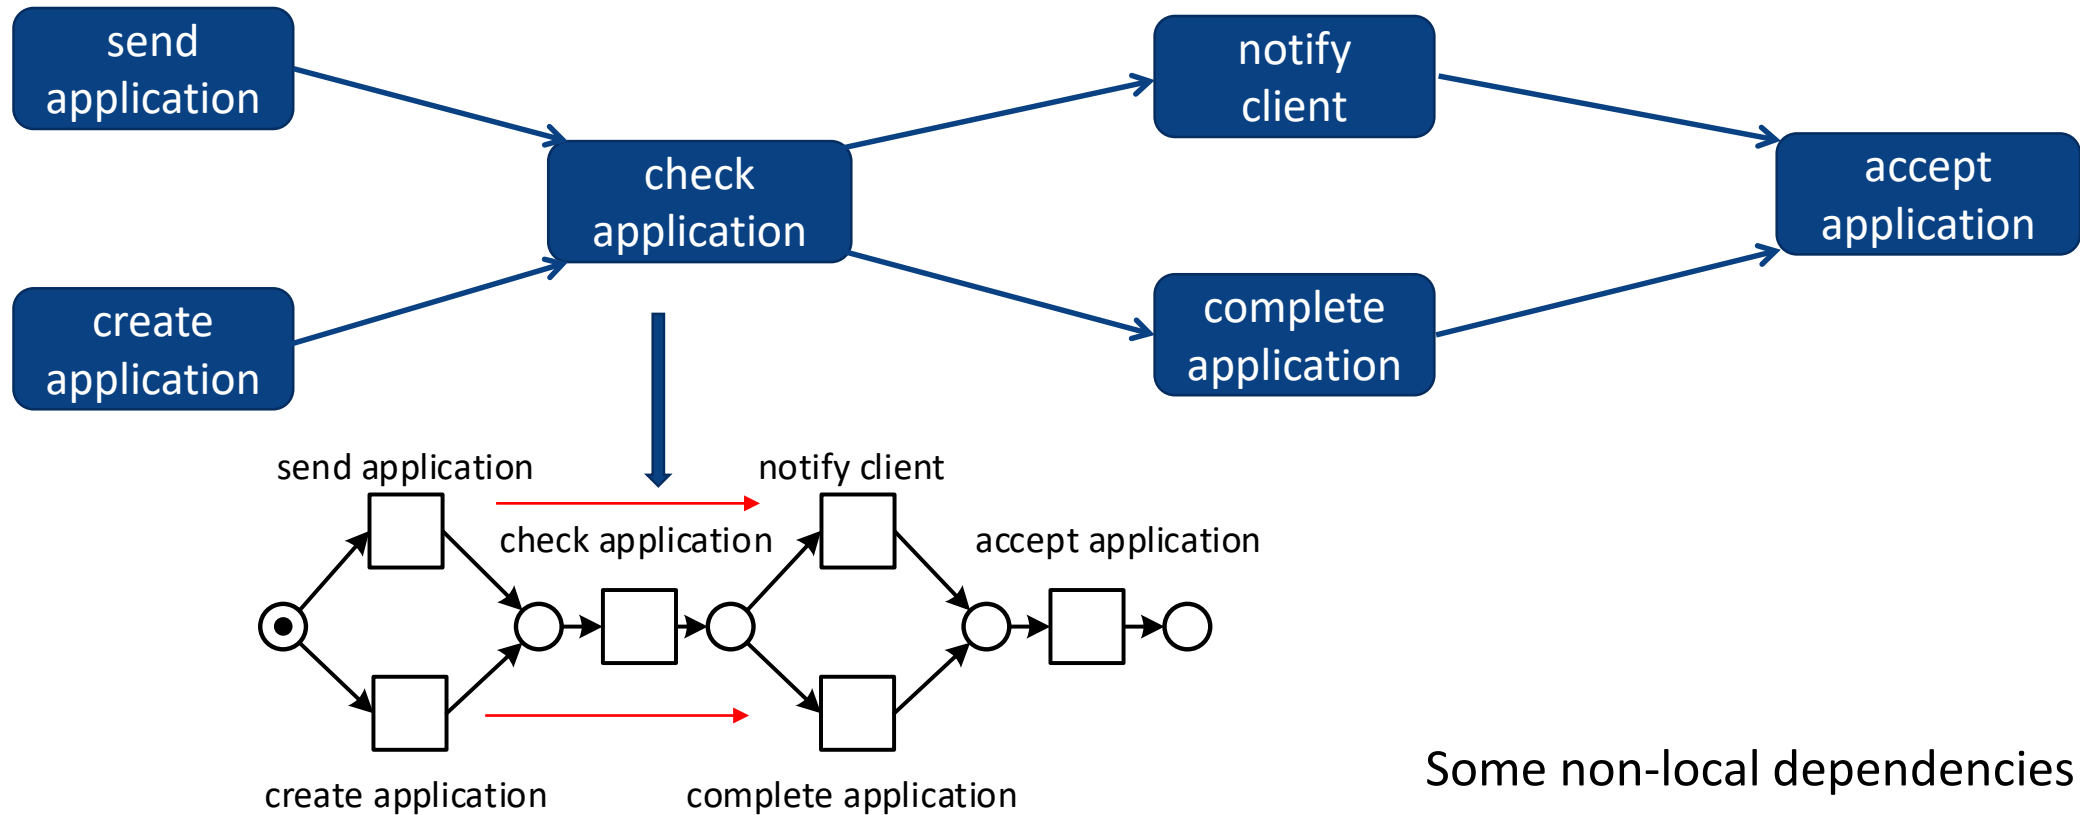 send
application
notify
client
check
application
accept
application
create
application
complete
application
send application
notify client
check application
accept application
create application
complete application
Some non-local dependencies